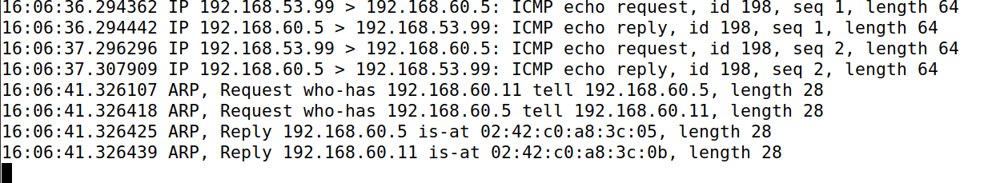 16:06:36.294362 IP 192.168.53.99 > 192.168.60.5: ICMP echo request, id 198, seq 1, length 64
16:06:36.294442 IP 192.168.60.5 > 192.168.53.99: ICMP echo reply, id 198, seq 1, length 64
16:06:37.296296 IP 192.168.53.99 > 192.168.60.5: ICMP echo request, id 198, seq 2, length 64
16:06:37.307909 IP 192.168.60.5 > 192.168.53.99: ICMP echo reply, id 198, seq 2, length 64
16:06:41.326107 ARP, Request who-has 192.168.60.11 tell 192.168.60.5, length 28
16:06:41.326418 ARP, Request who-has 192.168.60.5 tell 192.168.60.11, length 28
16:06:41.326425 ARP, Reply 192.168.60.5 is-at 02:42:c0:a8:3c:05, length 28
16:06:41.326439 ARP, Reply 192.168.60.11 is-at 02:42:c0:a8:3c:0b, length 28